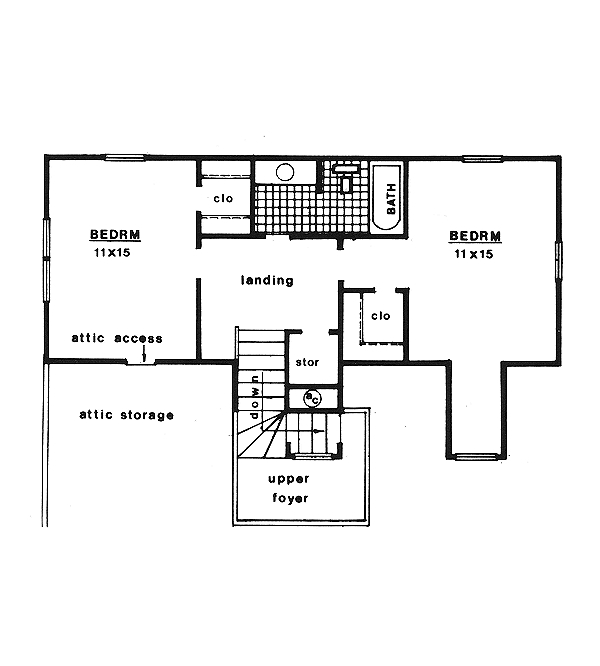 clo
BATH
BEDRM
11x15
BEDRM
11x15
landing
clo
attic access
stor
down
ac
attic storage
upper
foyer